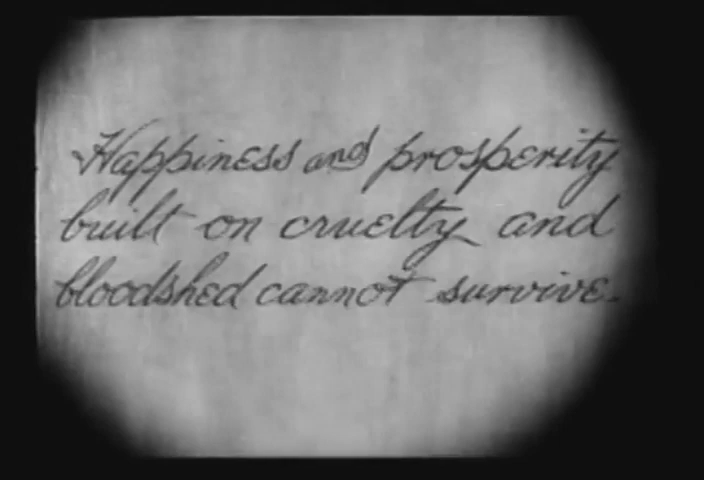 Happiness and prosperity
built on cruelty and
bloodshed cannot survive.